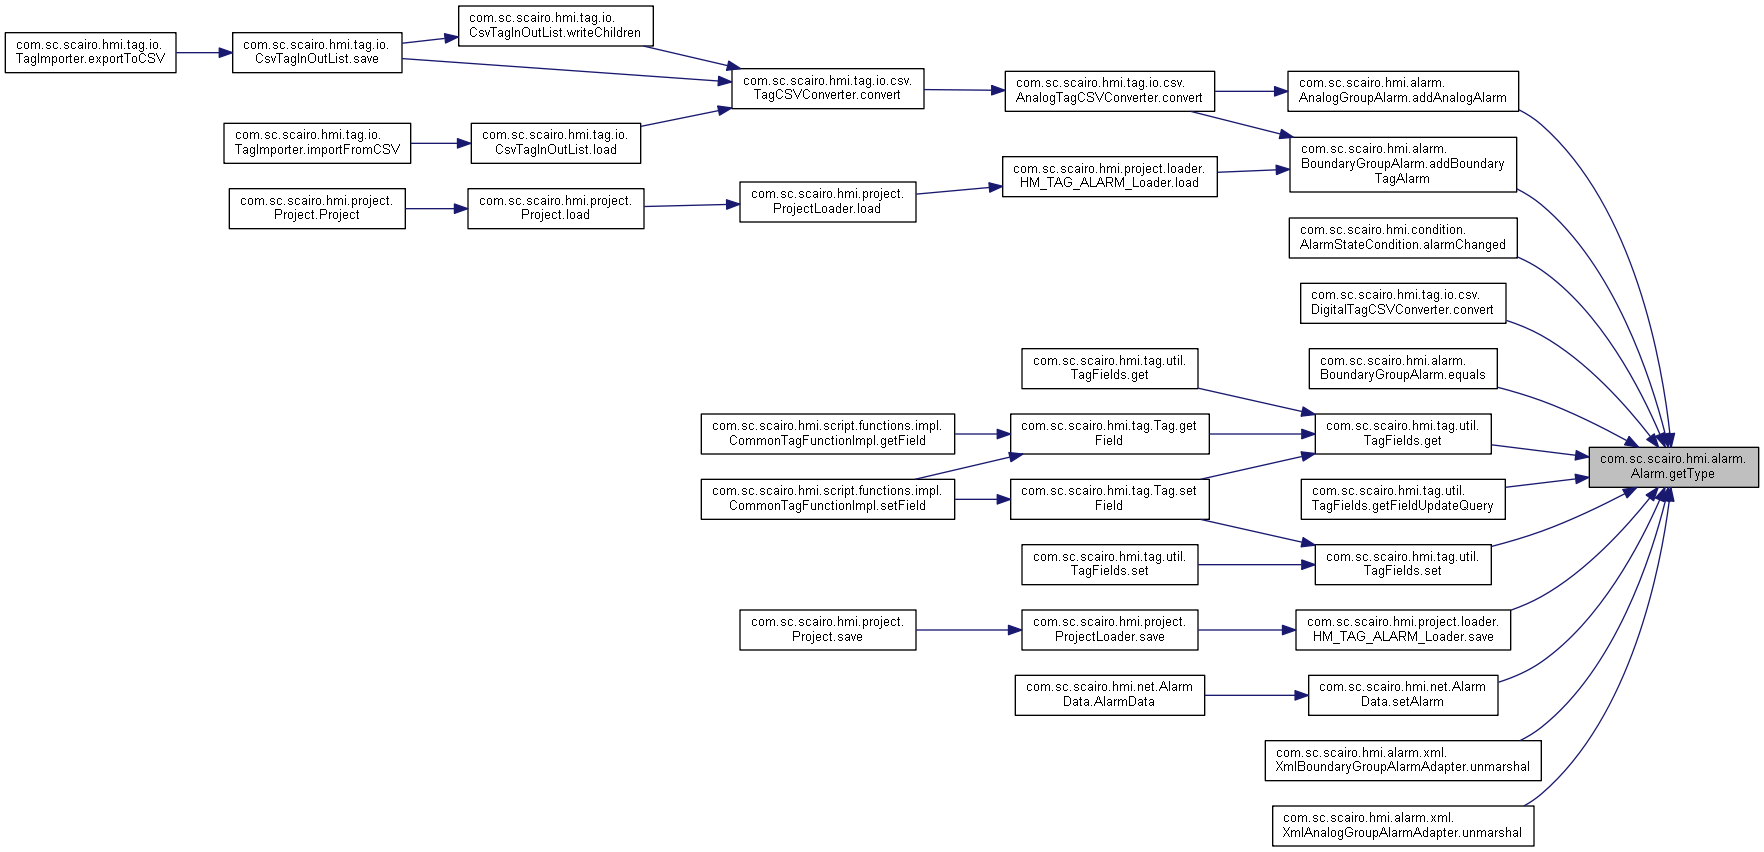 com.sc.scairo.hmi.tag.io.
TagImporter.exportToCSV
com.sc.scairo.hmi.tag.io.
CsvTagInOutList.save
com.sc.scairo.hmi.tag.io.
CsvTagInOutList.writeChildren
com.sc.scairo.hmi.tag.io.csv.
TagCSVConverter.convert
com.sc.scairo.hmi.tag.io.csv.
AnalogTagCSVConverter.convert
com.sc.scairo.hmi.alarm.
AnalogGroupAlarm.addAnalogAlarm
com.sc.scairo.hmi.tag.io.
TagImporter.importFromCSV
com.sc.scairo.hmi.tag.io.
CsvTagInOutList.load
com.sc.scairo.hmi.alarm.
BoundaryGroupAlarm.addBoundary
TagAlarm
com.sc.scairo.hmi.project.
Project.Project
com.sc.scairo.hmi.project.
Project.load
com.sc.scairo.hmi.project.
ProjectLoader.load
com.sc.scairo.hmi.project.loader.
HM_TAG_ALARM_Loader.load
com.sc.scairo.hmi.condition.
AlarmStateCondition.alarmChanged
com.sc.scairo.hmi.tag.io.csv.
DigitalTagCSVConverter.convert
com.sc.scairo.hmi.tag.util.
TagFields.get
com.sc.scairo.hmi.alarm.
BoundaryGroupAlarm.equals
com.sc.scairo.hmi.script.functions.impl.
CommonTagFunctionImpl.getField
com.sc.scairo.hmi.tag.Tag.get
Field
com.sc.scairo.hmi.tag.util.
TagFields.get
com.sc.scairo.hmi.alarm.
Alarm.getType
com.sc.scairo.hmi.script.functions.impl.
CommonTagFunctionImpl.setField
com.sc.scairo.hmi.tag.Tag.set
Field
com.sc.scairo.hmi.tag.util.
TagFields.getFieldUpdateQuery
com.sc.scairo.hmi.tag.util.
TagFields.set
com.sc.scairo.hmi.tag.util.
TagFields.set
com.sc.scairo.hmi.project.
Project.save
com.sc.scairo.hmi.project.
ProjectLoader.save
com.sc.scairo.hmi.project.loader.
HM_TAG_ALARM_Loader.save
com.sc.scairo.hmi.net.Alarm
Data.AlarmData
com.sc.scairo.hmi.net.Alarm
Data.setAlarm
com.sc.scairo.hmi.alarm.xml.
XmlBoundaryGroupAlarmAdapter.unmarshal
com.sc.scairo.hmi.alarm.xml.
XmlAnalogGroupAlarmAdapter.unmarshal